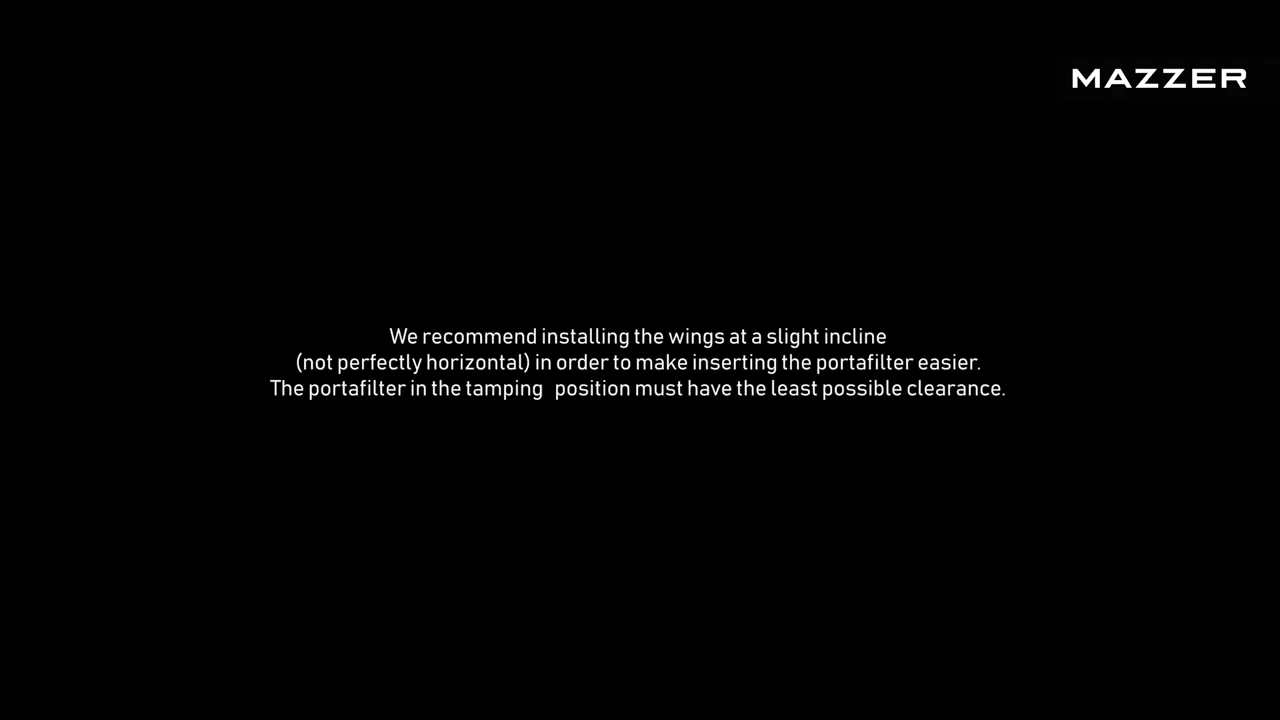 MAZZER
We recommend installing the wings at a slight incline
(not perfectly horizontal) in order to make inserting the portafilter easier.
The portafilter in the tamping position must have the least possible clearance.